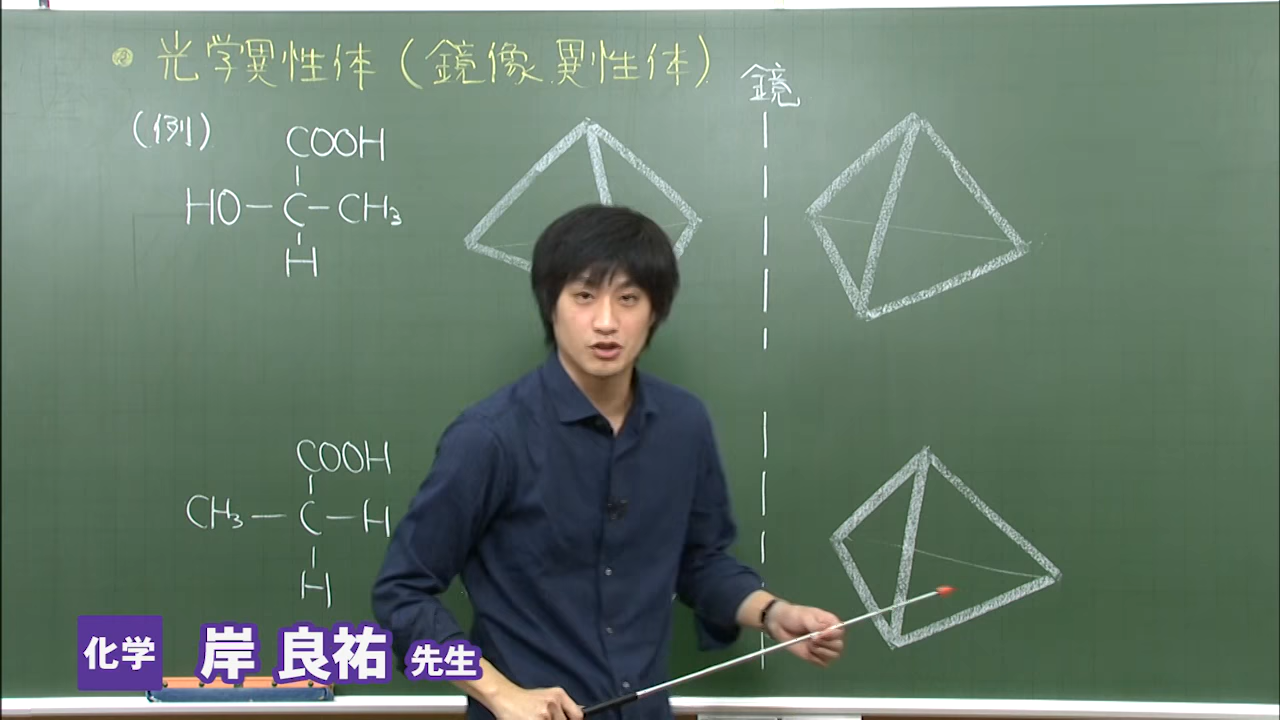 ・光学異性体(鏡像異性体)
鏡
(例)
COOH
|
HO－C－CH₃
|
H
COOH
|
CH₃－C－H
|
H
化学 岸 良祐 先生